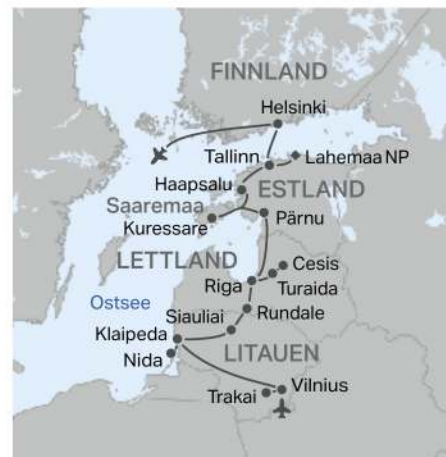 FINNLAND
Helsinki
Tallinn
Lahemaa NP
Haapsalu
ESTLAND
Saaremaa
Kuressare
Pärnu
LETTLAND
Cesis
Riga
Turaida
Ostsee
Siauliai
Rundale
Klaipeda
LITAUEN
Nida
Trakai
Vilnius